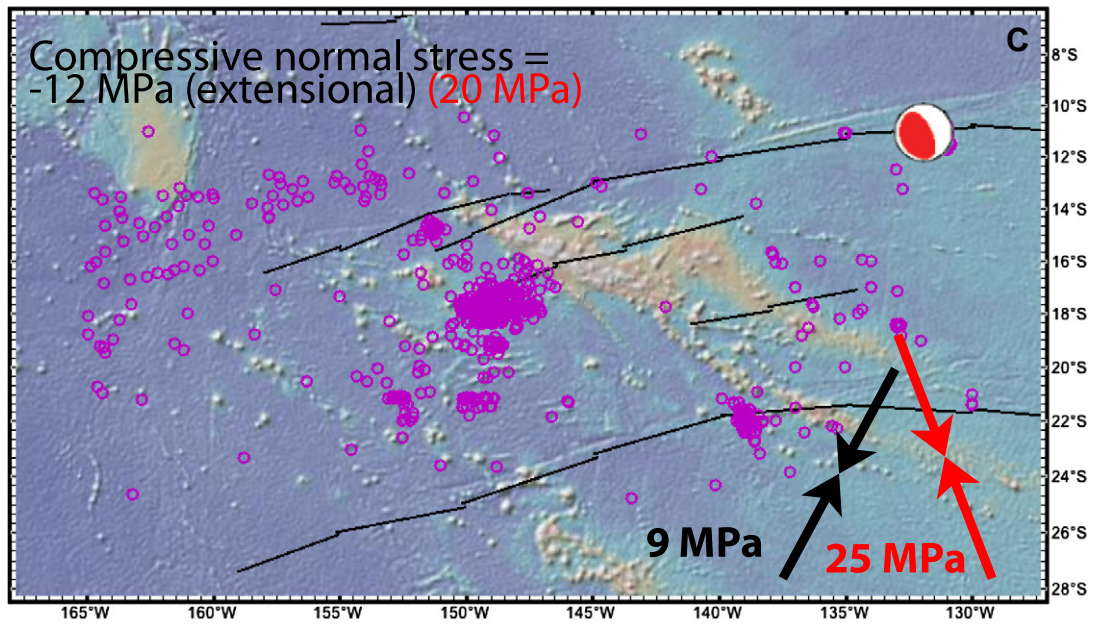 C
Compressive normal stress =
-12 MPa (extensional) (20 MPa)
8°S
10°S
12°S
14°S
16°S
18°S
20°S
22°S
24°S
26°S
28°S
9 MPa
25 MPa
165°W 160°W 155°W 150°W 145°W 140°W 135°W 130°W